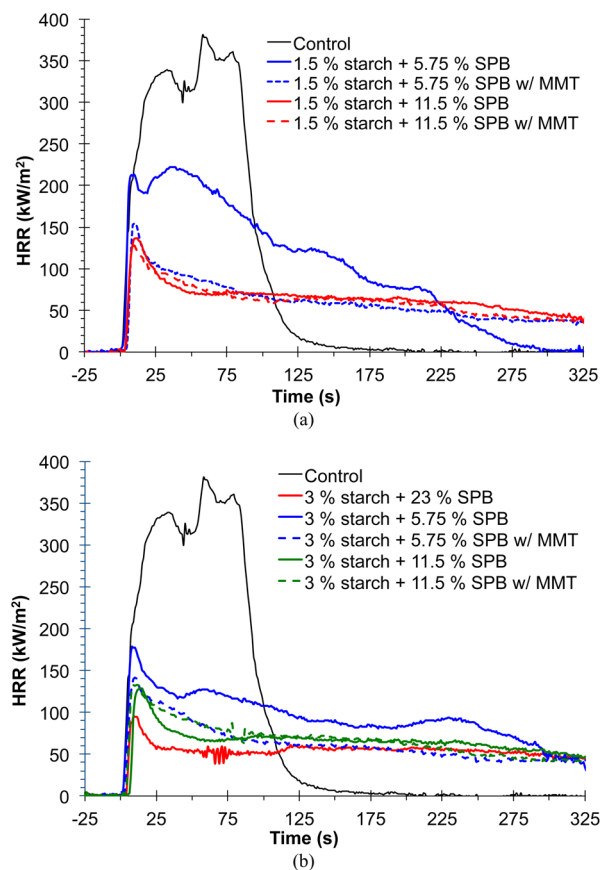 400
350
300
250
200
150
100
50
0
HRR (kW/m²)
Control
1.5 % starch + 5.75 % SPB
1.5 % starch + 5.75 % SPB w/ MMT
1.5 % starch + 11.5 % SPB
1.5 % starch + 11.5 % SPB w/ MMT
-25 25 75 125 175 225 275 325
Time (s)
(a)
400
350
300
250
200
150
100
50
0
HRR (kW/m²)
Control
3 % starch + 23 % SPB
3 % starch + 5.75 % SPB
3 % starch + 5.75 % SPB w/ MMT
3 % starch + 11.5 % SPB
3 % starch + 11.5 % SPB w/ MMT
-25 25 75 125 175 225 275 325
Time (s)
(b)